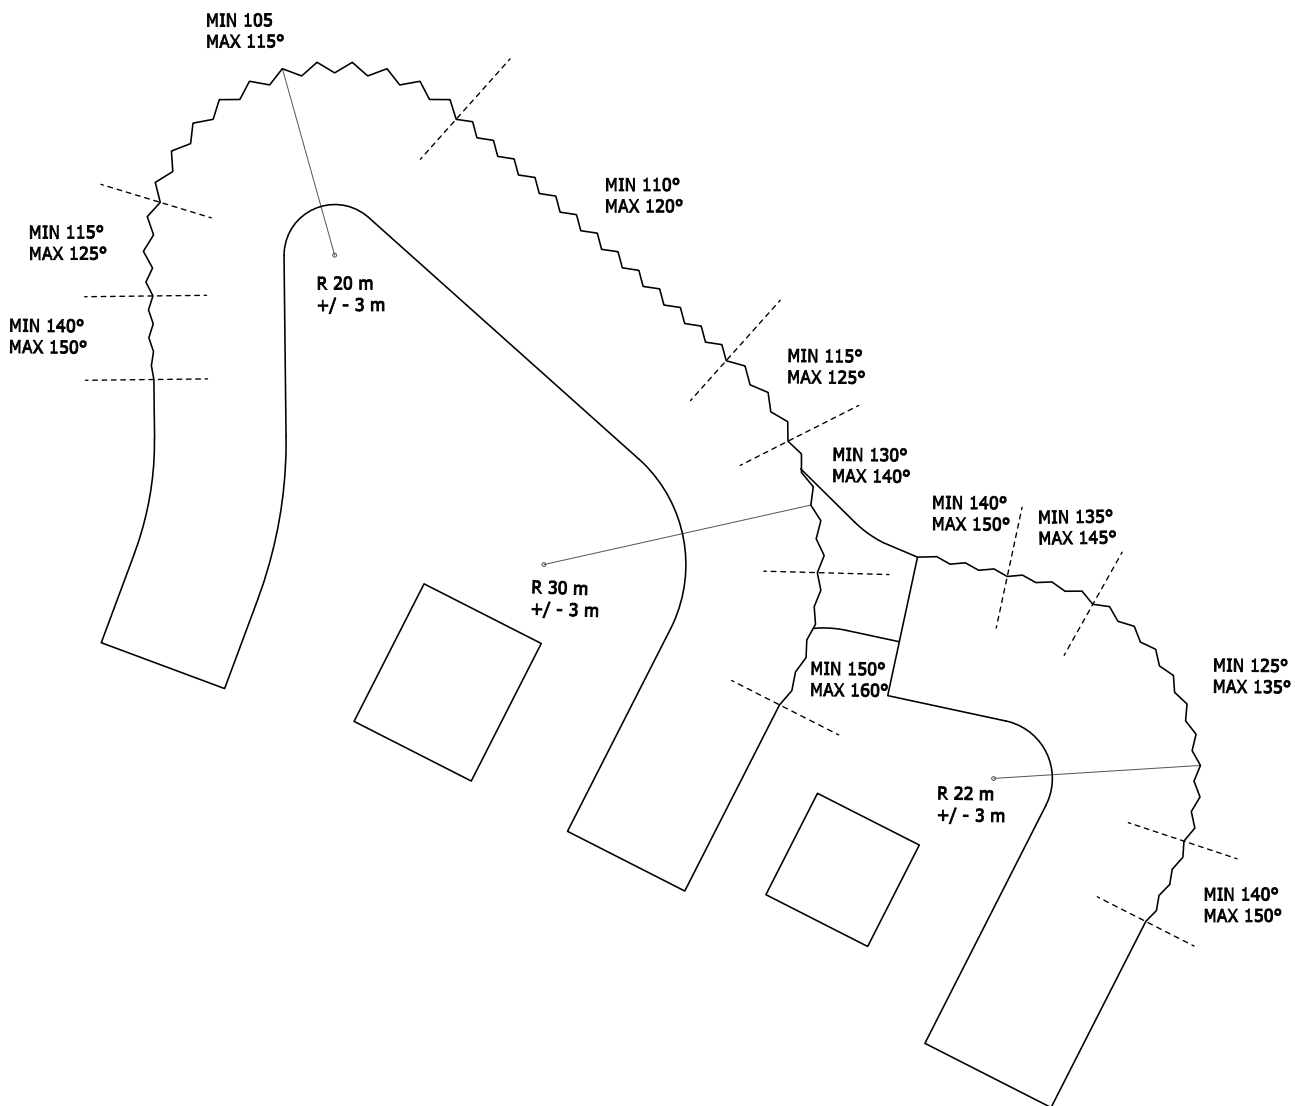 MIN 105
MAX 115°
MIN 110°
MAX 120°
MIN 115°
MAX 125°
R 20 m
+/ - 3 m
MIN 140°
MAX 150°
MIN 115°
MAX 125°
MIN 130°
MAX 140°
MIN 140°
MAX 150°
MIN 135°
MAX 145°
R 30 m
+/ - 3 m
MIN 150°
MAX 160°
MIN 125°
MAX 135°
R 22 m
+/ - 3 m
MIN 140°
MAX 150°